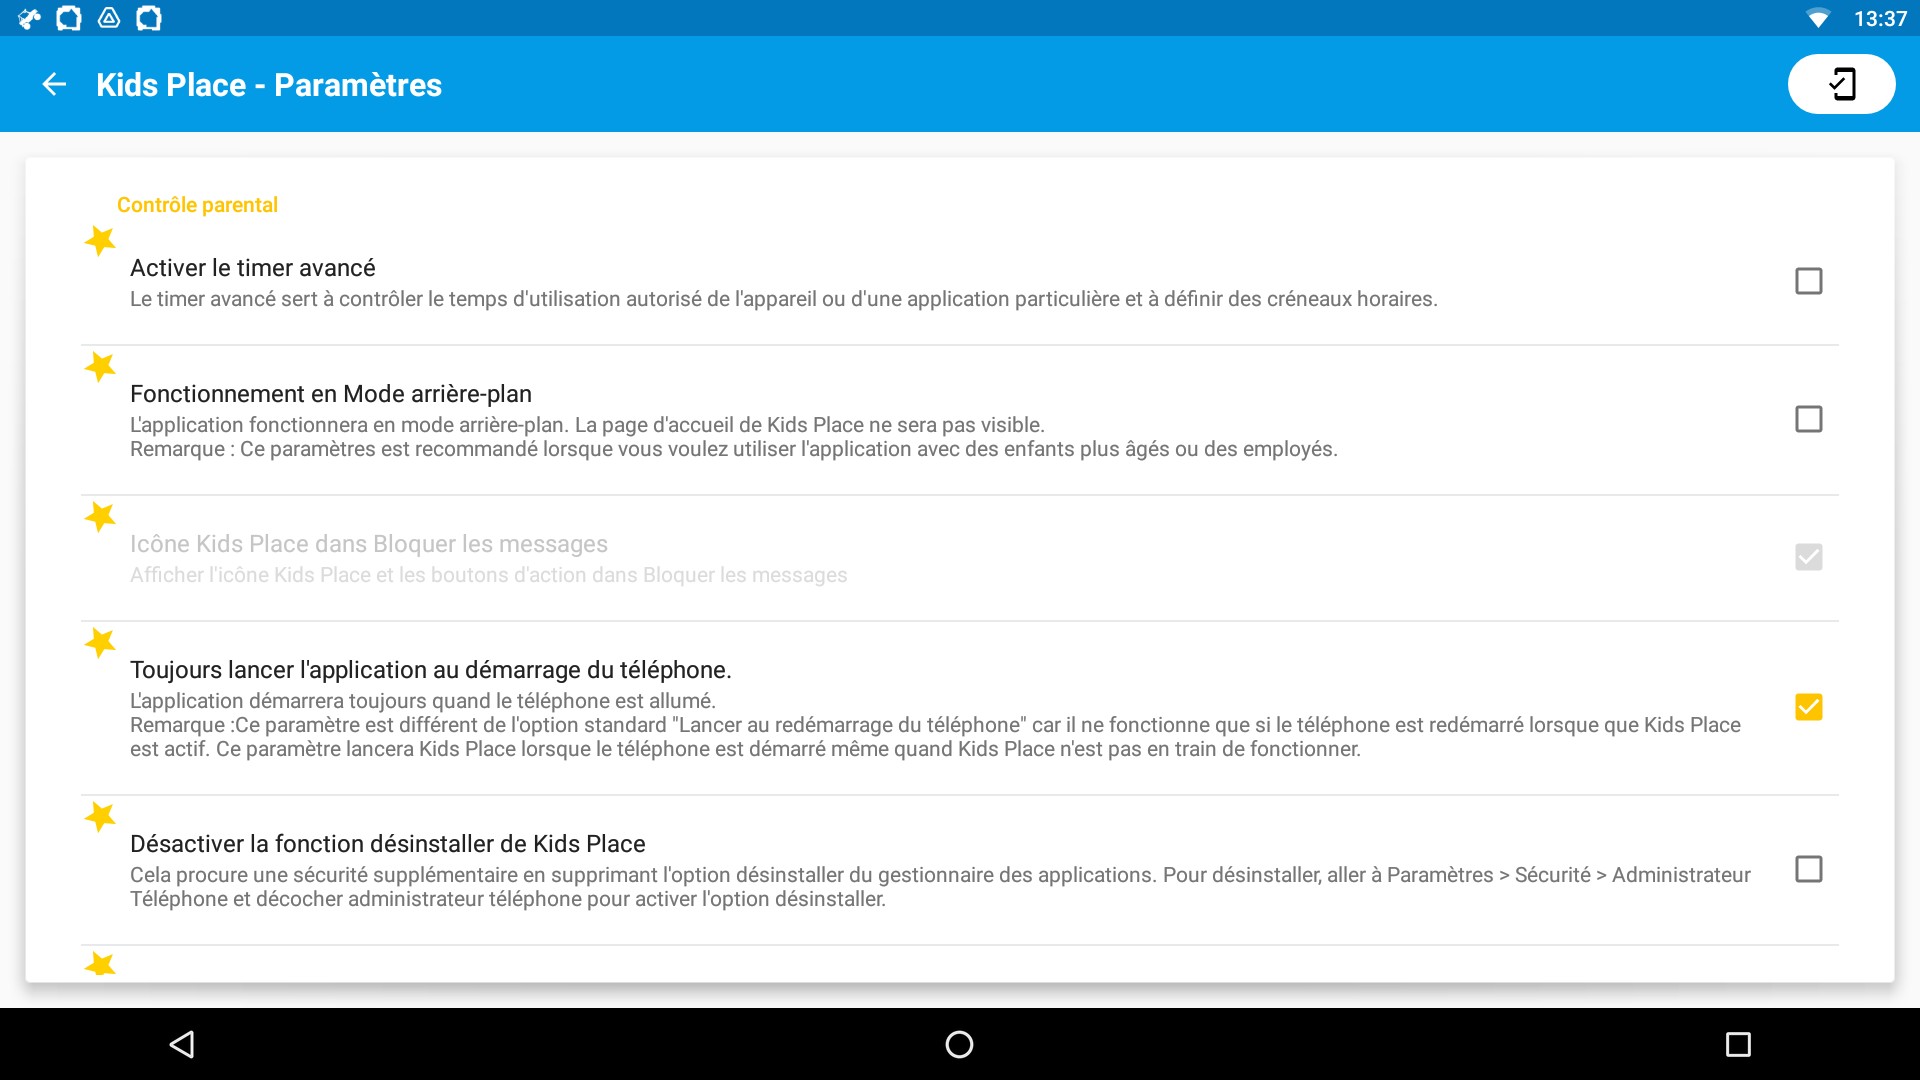 13:37
Kids Place - Paramètres
Contrôle parental
Activer le timer avancé
Le timer avancé sert à contrôler le temps d'utilisation autorisé de l'appareil ou d'une application particulière et à définir des créneaux horaires.
Fonctionnement en Mode arrière-plan
L'application fonctionnera en mode arrière-plan. La page d'accueil de Kids Place ne sera pas visible.
Remarque : Ce paramètres est recommandé lorsque vous voulez utiliser l'application avec des enfants plus âgés ou des employés.
Icône Kids Place dans Bloquer les messages
Afficher l'icône Kids Place et les boutons d'action dans Bloquer les messages
Toujours lancer l'application au démarrage du téléphone.
L'application démarrera toujours quand le téléphone est allumé.
Remarque :Ce paramètre est différent de l'option standard "Lancer au redémarrage du téléphone" car il ne fonctionne que si le téléphone est redémarré lorsque que Kids Place
est actif. Ce paramètre lancera Kids Place lorsque le téléphone est démarré même quand Kids Place n'est pas en train de fonctionner.
Désactiver la fonction désinstaller de Kids Place
Cela procure une sécurité supplémentaire en supprimant l'option désinstaller du gestionnaire des applications. Pour désinstaller, aller à Paramètres > Sécurité > Administrateur
Téléphone et décocher administrateur téléphone pour activer l'option désinstaller.